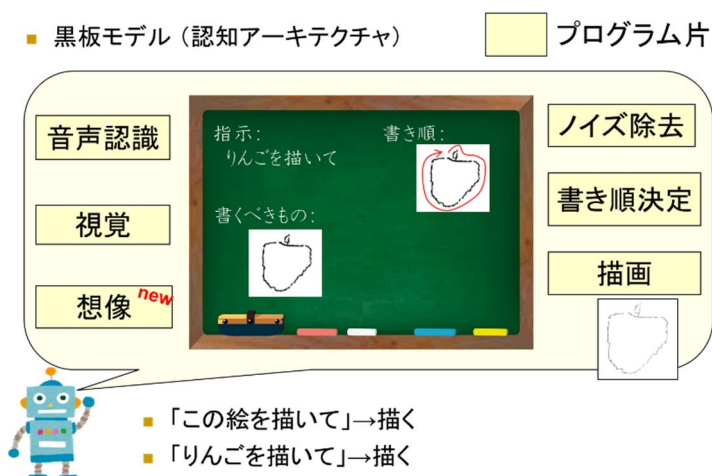 黒板モデル（認知アーキテクチャ）
プログラム片
音声認識
視覚
想像
new
指示：
りんごを描いて
書き順：
書くべきもの：
ノイズ除去
書き順決定
描画
「この絵を描いて」→描く
「りんごを描いて」→描く